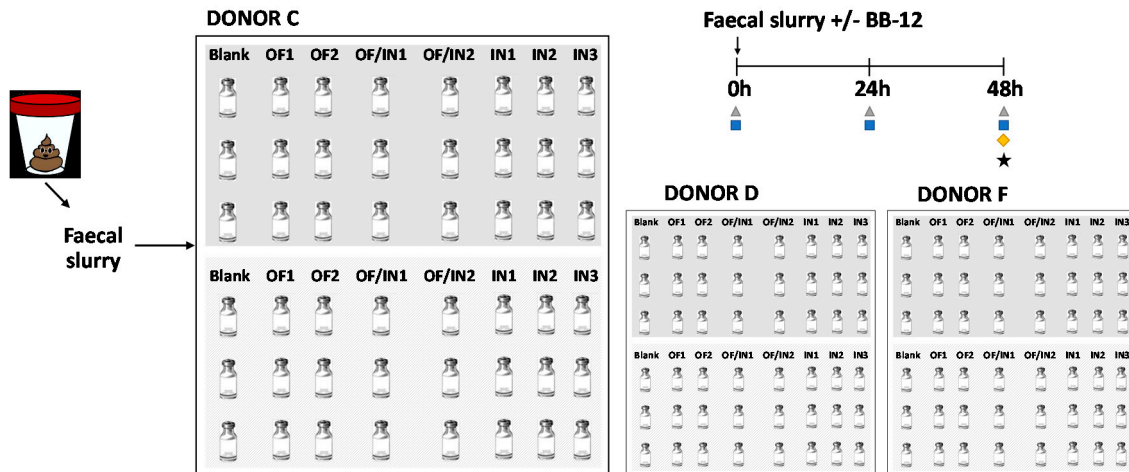 DONOR C
Blank OF1 OF2 OF/IN1 OF/IN2 IN1 IN2 IN3
Faecal
slurry
Blank OF1 OF2 OF/IN1 OF/IN2 IN1 IN2 IN3
Faecal slurry +/- BB-12
0h 24h 48h
DONOR D
Blank OF1 OF2 OF/IN1 OF/IN2 IN1 IN2 IN3
Blank OF1 OF2 OF/IN1 OF/IN2 IN1 IN2 IN3
DONOR F
Blank OF1 OF2 OF/IN1 OF/IN2 IN1 IN2 IN3
Blank OF1 OF2 OF/IN1 OF/IN2 IN1 IN2 IN3